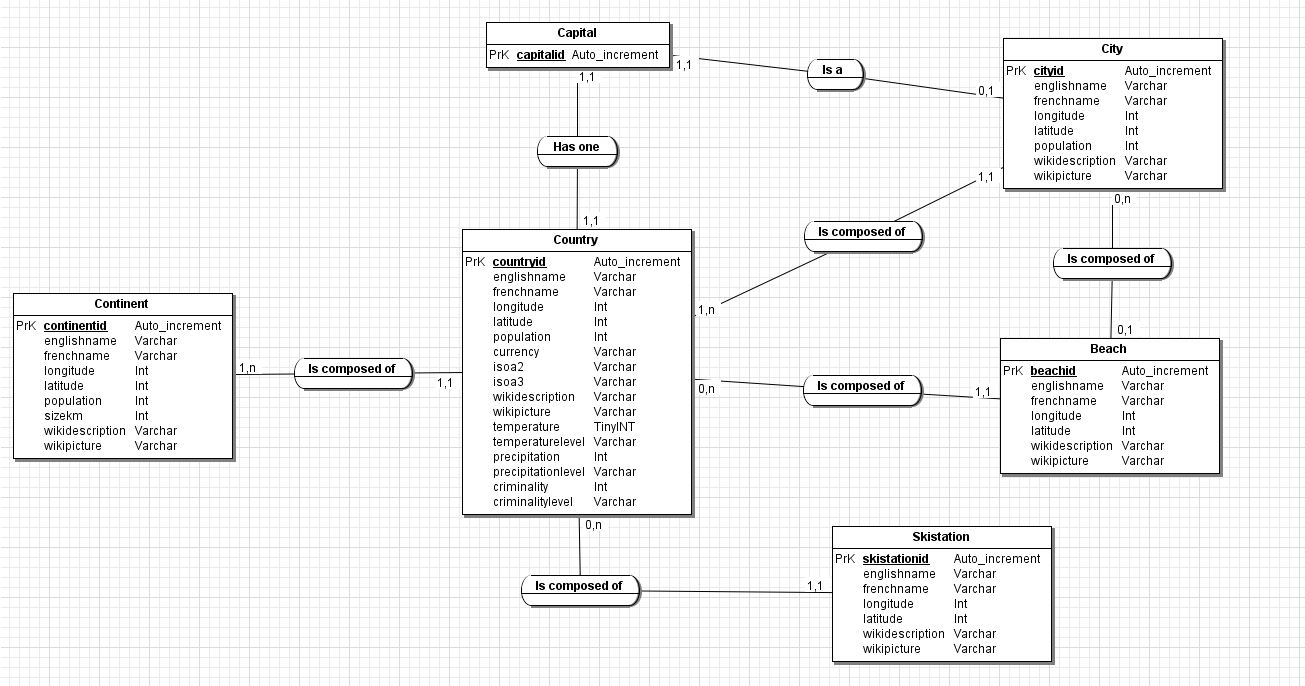 Capital
PrK capitalid Auto_increment
1,1
1,1
Is a
0,1
City
PrK cityid Auto_increment
englishname Varchar
frenchname Varchar
longitude Int
latitude Int
population Int
wikidescription Varchar
wikipicture Varchar
Has one
1,1
1,1
Is composed of
1,n
0,n
Is composed of
0,1
Country
PrK countryid Auto_increment
englishname Varchar
frenchname Varchar
longitude Int
latitude Int
population Int
currency Varchar
isoa2 Varchar
isoa3 Varchar
wikidescription Varchar
wikipicture Varchar
temperature TinyINT
temperaturelevel Varchar
precipitation Int
precipitationlevel Varchar
criminality Int
criminalitylevel Varchar
Continent
PrK continentid Auto_increment
englishname Varchar
frenchname Varchar
longitude Int
latitude Int
population Int
sizekm Int
wikidescription Varchar
wikipicture Varchar
1,n
Is composed of
1,1
0,n
Is composed of
1,1
Beach
PrK beachid Auto_increment
englishname Varchar
frenchname Varchar
longitude Int
latitude Int
wikidescription Varchar
wikipicture Varchar
0,n
Is composed of
1,1
Skistation
PrK skistationid Auto_increment
englishname Varchar
frenchname Varchar
longitude Int
latitude Int
wikidescription Varchar
wikipicture Varchar